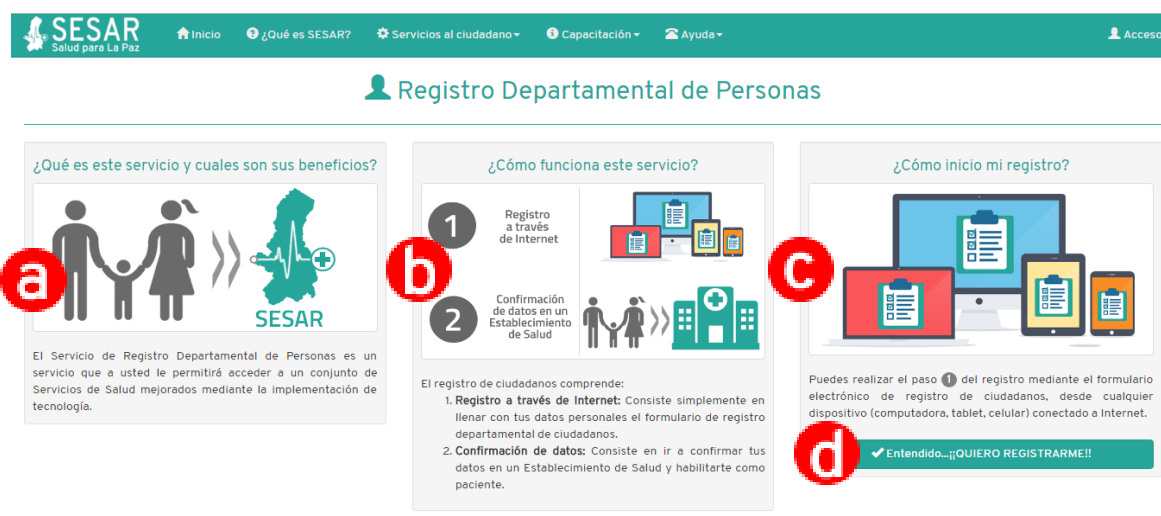 SESAR
Salud para La Paz
Inicio
¿Qué es SESAR?
Servicios al ciudadano
Capacitación
Ayuda
Acceso
Registro Departamental de Personas
¿Qué es este servicio y cuales son sus beneficios?
a
SESAR
El Servicio de Registro Departamental de Personas es un
servicio que a usted le permitirá acceder a un conjunto de
Servicios de Salud mejorados mediante la implementación de
tecnología.
¿Cómo funciona este servicio?
b
1
Registro
a través
de Internet
2
Confirmación
de datos en un
Establecimiento
de Salud
El registro de ciudadanos comprende:
1. Registro a través de Internet: Consiste simplemente en
llenar con tus datos personales el formulario de registro
departamental de ciudadanos.
2. Confirmación de datos: Consiste en ir a confirmar tus
datos en un Establecimiento de Salud y habilitarte como
paciente.
¿Cómo inicio mi registro?
c
Puedes realizar el paso 1 del registro mediante el formulario
electrónico de registro de ciudadanos, desde cualquier
dispositivo (computadora, tablet, celular) conectado a Internet.
d
Entendido...¡¡QUIERO REGISTRARME!!